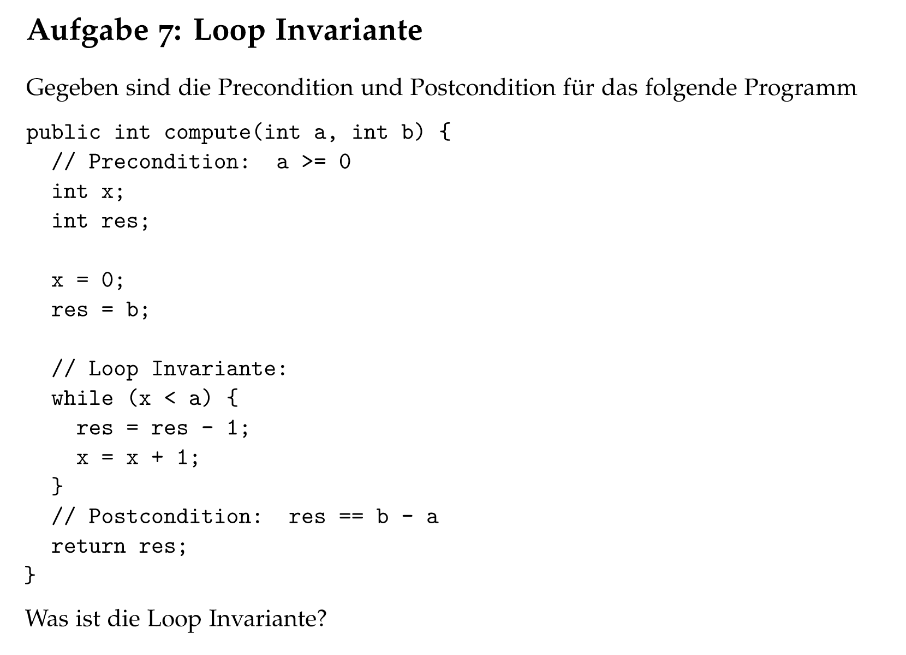 Aufgabe 7: Loop Invariante
Gegeben sind die Precondition und Postcondition für das folgende Programm
public int compute(int a, int b) {
  // Precondition:  a >= 0
  int x;
  int res;

  x = 0;
  res = b;

  // Loop Invariante:
  while (x < a) {
    res = res - 1;
    x = x + 1;
  }
  // Postcondition:  res == b - a
  return res;
}
Was ist die Loop Invariante?